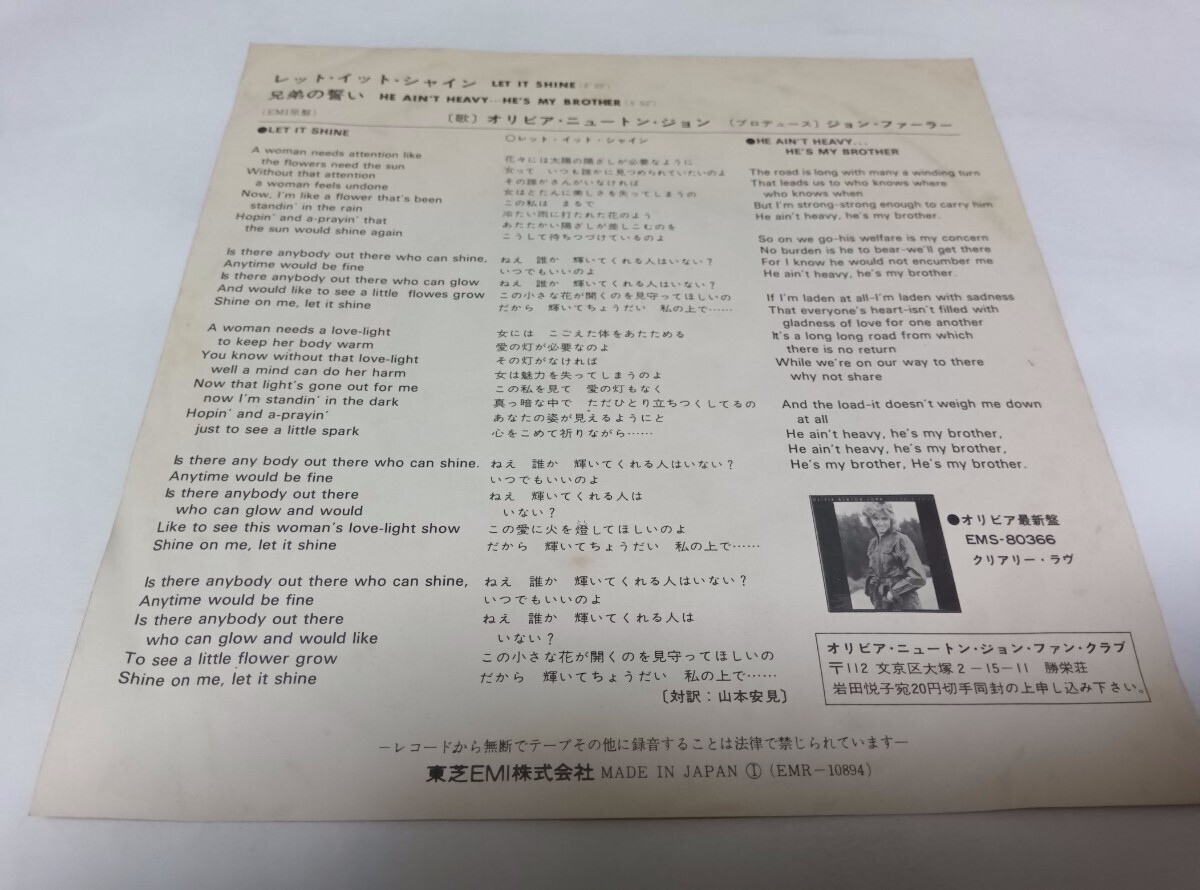 レット・イット・シャイン LET IT SHINE
兄弟の誓い HE AIN'T HEAVY…HE'S MY BROTHER
(EMI原盤)
〔歌〕オリビア・ニュートン・ジョン 〔プロデュース〕ジョン・ファーラー
●LET IT SHINE
A woman needs attention like
the flowers need the sun
Without that attention
a woman feels undone
Now, I'm like a flower that's been
standin' in the rain
Hopin' and a-prayin' that
the sun would shine again
Is there anybody out there who can shine,
Anytime would be fine
Is there anybody out there who can glow
And would like to see a little flowes grow
Shine on me, let it shine
A woman needs a love-light
to keep her body warm
You know without that love-light
well a mind can do her harm
Now that light's gone out for me
now I'm standin' in the dark
Hopin' and a-prayin'
just to see a little spark
Is there any body out there who can shine.
Anytime would be fine
Is there anybody out there
who can glow and would
Like to see this woman's love-light show
Shine on me, let it shine
Is there anybody out there who can shine,
Anytime would be fine
Is there anybody out there
who can glow and would like
To see a little flower grow
Shine on me, let it shine
○レット・イット・シャイン
花々には太陽の陽ざしが必要なように
女って いつも誰かに見つめられていたいのよ
その誰かさんがいなければ
女はとたんに美しさを失ってしまうの
この私は まるで
冷たい雨に打たれた花のよう
あたたかい陽ざしが差しこむのを
こうして待ちつづけているのよ
ねえ 誰か 輝いてくれる人はいない？
いつでもいいのよ
ねえ 誰か 輝いてくれる人はいない？
この小さな花が開くのを見守ってほしいの
だから 輝いてちょうだい 私の上で……
女には こごえた体をあたためる
愛の灯が必要なのよ
その灯がなければ
女は魅力を失ってしまうのよ
この私を見て 愛の灯もなく
真っ暗な中で ただひとり立ちつくしてるの
あなたの姿が見えるようにと
心をこめて祈りながら……
ねえ 誰か 輝いてくれる人はいない？
いつでもいいのよ
ねえ 輝いてくれる人は
いない？
この愛に火を燈してほしいのよ
だから 輝いてちょうだい 私の上で……
ねえ 誰か 輝いてくれる人はいない？
いつでもいいのよ
ねえ 誰か 輝いてくれる人は
いない？
この小さな花が開くのを見守ってほしいの
だから 輝いてちょうだい 私の上で……
〔対訳：山本安見〕
●HE AIN'T HEAVY...
HE'S MY BROTHER
The road is long with many a winding turn
That leads us to who knows where
who knows when
But I'm strong-strong enough to carry him
He ain't heavy, he's my brother.
So on we go-his welfare is my concern
No burden is he to bear-we'll get there
For I know he would not encumber me
He ain't heavy, he's my brother.
If I'm laden at all-I'm laden with sadness
That everyone's heart-isn't filled with
gladness of love for one another
It's a long long road from which
there is no return
While we're on our way to there
why not share
And the load-it doesn't weigh me down
at all
He ain't heavy, he's my brother,
He ain't heavy, he's my brother,
He's my brother, He's my brother.
●オリビア最新盤
EMS-80366
クリアリー・ラヴ
オリビア・ニュートン・ジョン・ファン・クラブ
〒112 文京区大塚2-15-11 勝栄荘
岩田悦子宛20円切手同封の上申し込み下さい。
－レコードから無断でテープその他に録音することは法律で禁じられています－
東芝EMI株式会社 MADE IN JAPAN ① (EMR-10894)